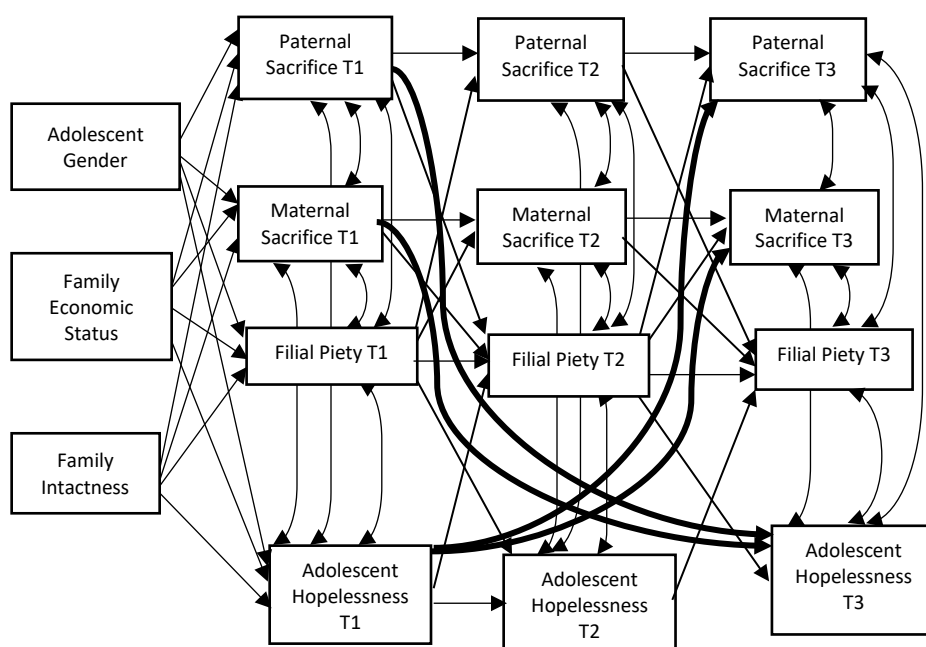 Paternal
Sacrifice T1
Paternal
Sacrifice T2
Paternal
Sacrifice T3
Adolescent
Gender
Maternal
Sacrifice T1
Maternal
Sacrifice T2
Maternal
Sacrifice T3
Family
Economic
Status
Filial Piety T1
Filial Piety T2
Filial Piety T3
Family
Intactness
Adolescent
Hopelessness
T1
Adolescent
Hopelessness
T2
Adolescent
Hopelessness
T3